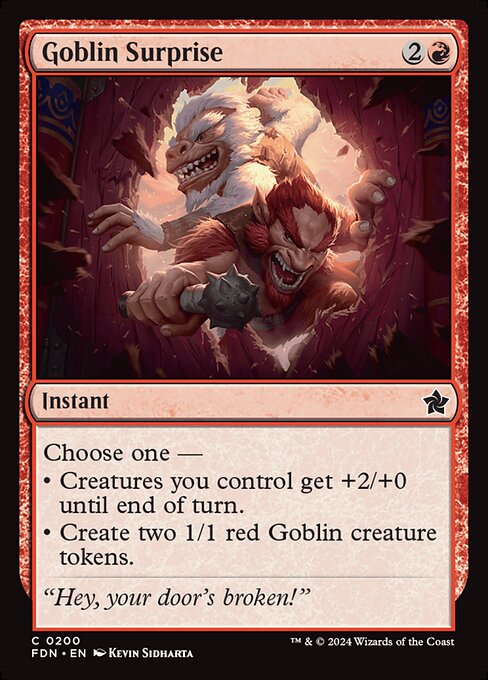 Goblin Surprise 2
Instant
Choose one —
• Creatures you control get +2/+0
until end of turn.
• Create two 1/1 red Goblin creature
tokens.
“Hey, your door’s broken!”
C 0200
™ & © 2024 Wizards of the Coast
FDN • EN Kevin Sidharta